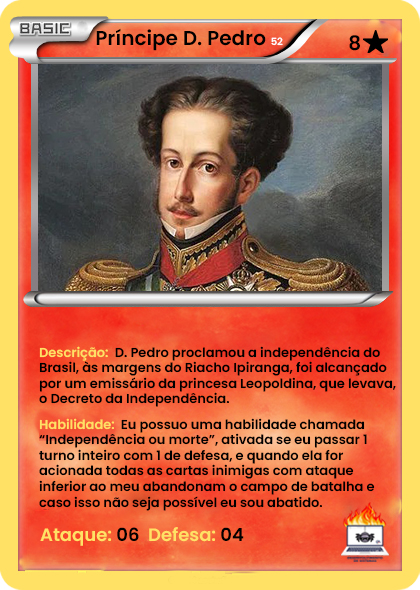 BASIC
Príncipe D. Pedro 52
8★
Descrição: D. Pedro proclamou a independência do
Brasil, às margens do Riacho Ipiranga, foi alcançado
por um emissário da princesa Leopoldina, que levava,
o Decreto da Independência.
Habilidade: Eu possuo uma habilidade chamada
“Independência ou morte”, ativada se eu passar 1
turno inteiro com 1 de defesa, e quando ela for
acionada todas as cartas inimigas com ataque
inferior ao meu abandonam o campo de batalha e
caso isso não seja possível eu sou abatido.
Ataque: 06 Defesa: 04